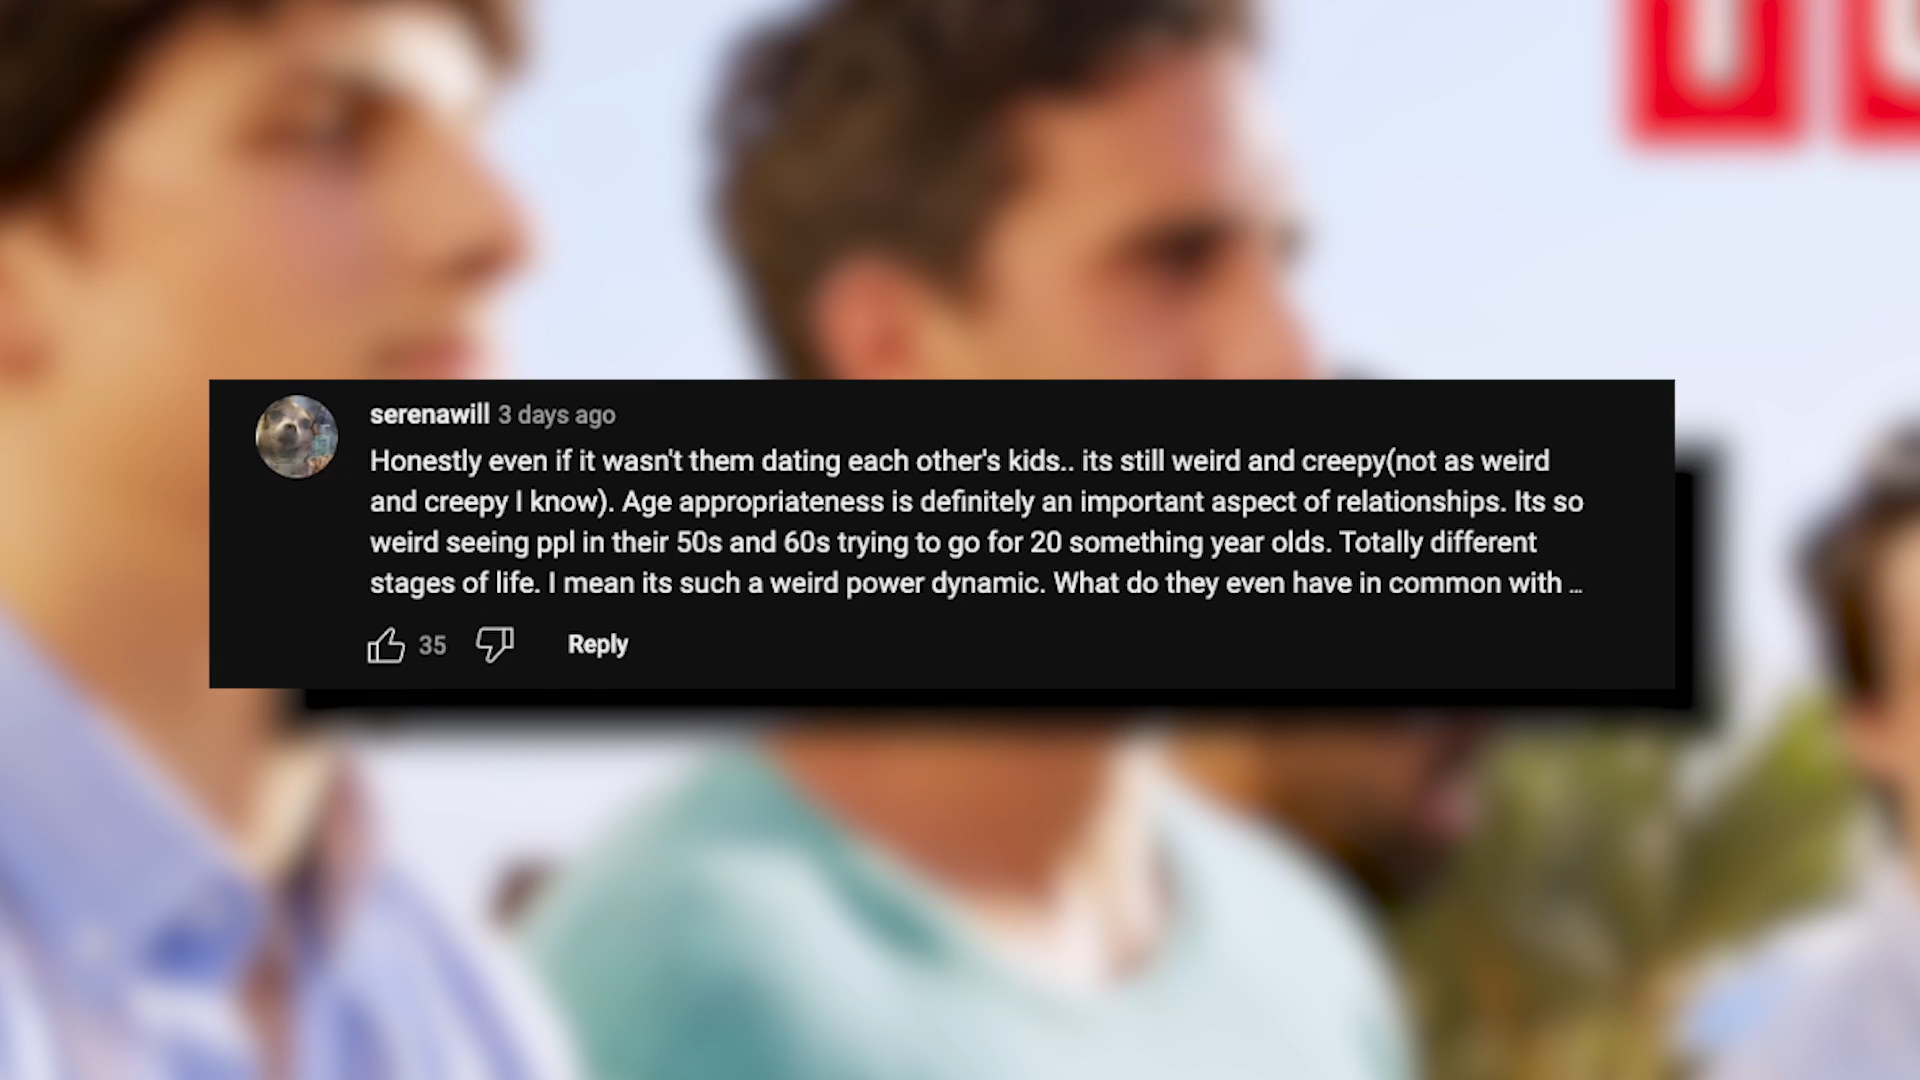 serenawill 3 days ago
Honestly even if it wasn't them dating each other's kids.. its still weird and creepy(not as weird
and creepy I know). Age appropriateness is definitely an important aspect of relationships. Its so
weird seeing ppl in their 50s and 60s trying to go for 20 something year olds. Totally different
stages of life. I mean its such a weird power dynamic. What do they even have in common with ...
35 Reply